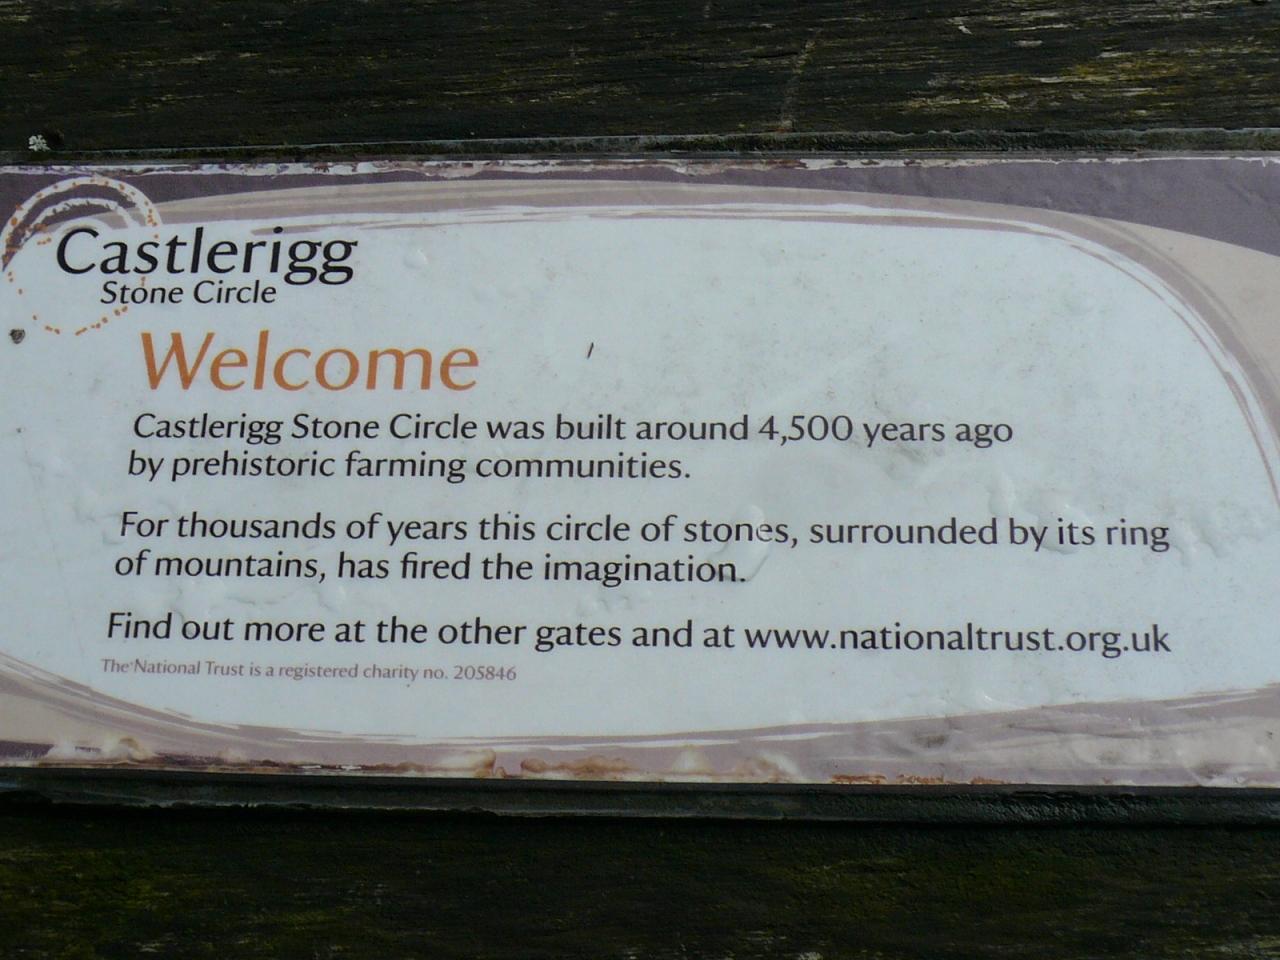 Castlerigg
Stone Circle
Welcome
Castlerigg Stone Circle was built around 4,500 years ago
by prehistoric farming communities.
For thousands of years this circle of stones, surrounded by its ring
of mountains, has fired the imagination.
Find out more at the other gates and at www.nationaltrust.org.uk
The National Trust is a registered charity no. 205846